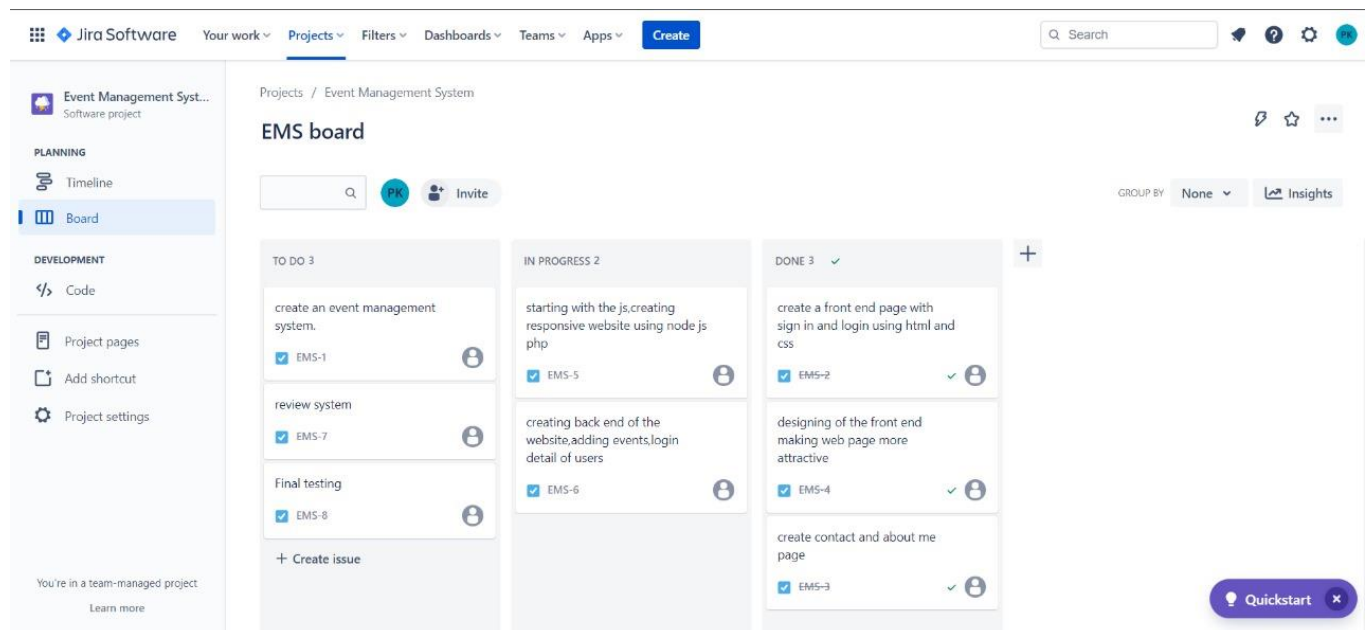 Jira Software Your work Projects Filters Dashboards Teams Apps Create Search PK
Event Management Syst...
Software project
PLANNING
Timeline
Board
DEVELOPMENT
Code
Project pages
Add shortcut
Project settings
You're in a team-managed project
Learn more
Projects / Event Management System
EMS board
PK Invite GROUP BY None Insights
TO DO 3
create an event management
system.
EMS-1
review system
EMS-7
Final testing
EMS-8
+ Create issue
IN PROGRESS 2
starting with the js,creating
responsive website using node js
php
EMS-5
creating back end of the
website,adding events,login
detail of users
EMS-6
DONE 3
create a front end page with
sign in and login using html and
css
EMS-2
designing of the front end
making web page more
attractive
EMS-4
create contact and about me
page
EMS-3
Quickstart